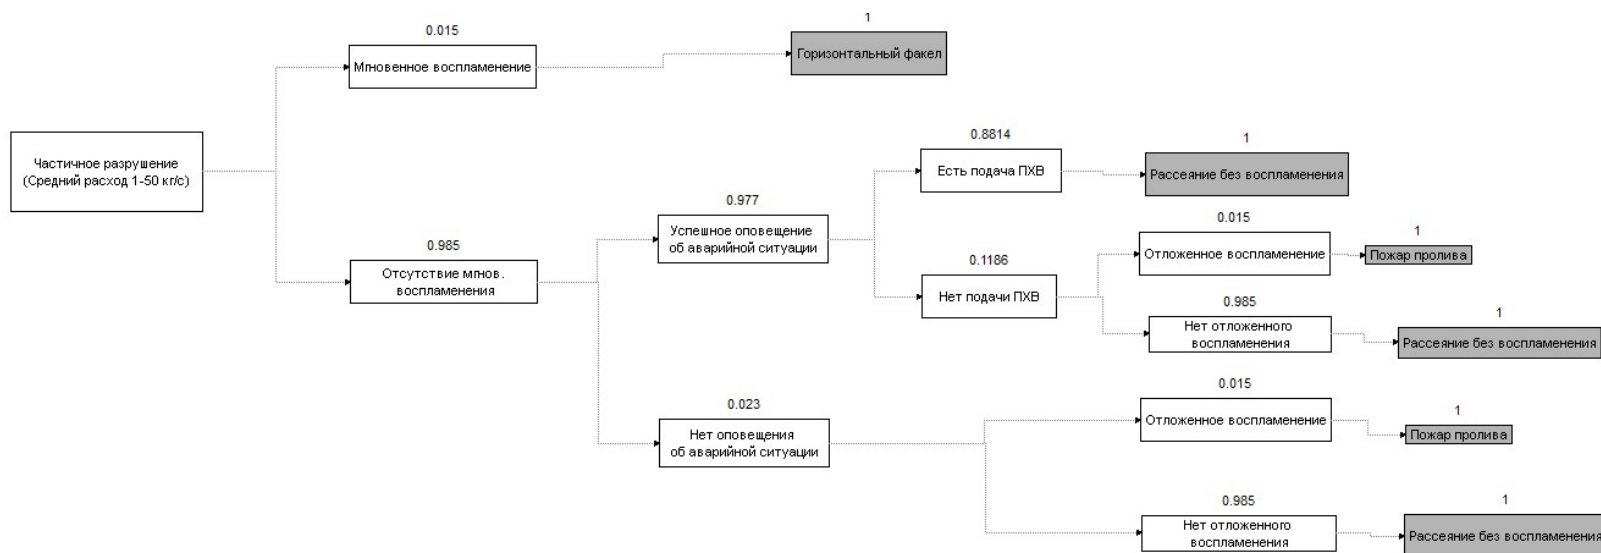 1
0.015
Мгновенное воспламенение
Горизонтальный факел
0.8814
1
Частичное разрушение
(Средний расход 1-50 кг/с)
Есть подача ПХВ
Рассеяние без воспламенения
0.977
0.015
1
Успешное оповещение
об аварийной ситуации
Отложенное воспламенение
Пожар пролива
0.985
0.1186
Отсутствие мгнов.
воспламенения
Нет подачи ПХВ
0.985
1
Нет отложенного
воспламенения
Рассеяние без воспламенения
0.023
0.015
1
Нет оповещения
об аварийной ситуации
Отложенное воспламенение
Пожар пролива
0.985
1
Нет отложенного
воспламенения
Рассеяние без воспламенения